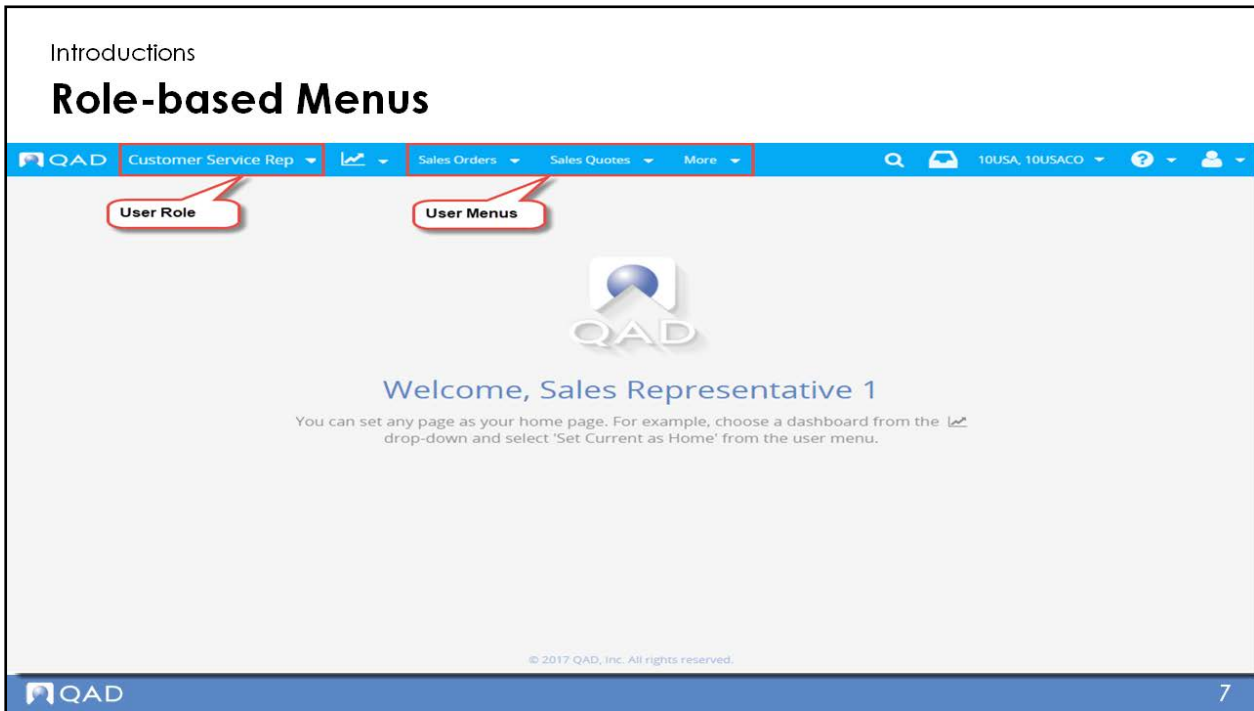 Introductions
Role-based Menus
QAD Customer Service Rep Sales Orders Sales Quotes More 10USA, 10USACO ?
User Role User Menus
QAD
Welcome, Sales Representative 1
You can set any page as your home page. For example, choose a dashboard from the
drop-down and select 'Set Current as Home' from the user menu.
© 2017 QAD, Inc. All rights reserved.
QAD 7